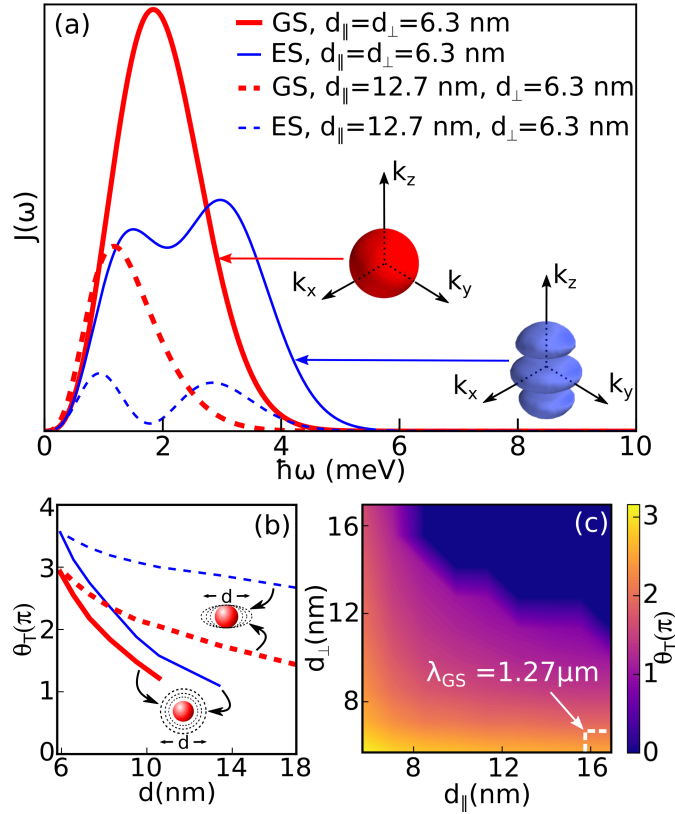 (a)
GS, d∥=d⊥=6.3 nm
ES, d∥=d⊥=6.3 nm
GS, d∥=12.7 nm, d⊥=6.3 nm
ES, d∥=12.7 nm, d⊥=6.3 nm
J(ω)
kz
kx
ky
kz
kx
ky
0 2 4 6 8 10
ħω (meV)
(b)
4
3
2
1
0
θT(π)
d
d
6 10 14 18
d(nm)
(c)
16
12
8
d⊥(nm)
λGS =1.27μm
8 12 16
d∥(nm)
3
2
1
0
θT(π)